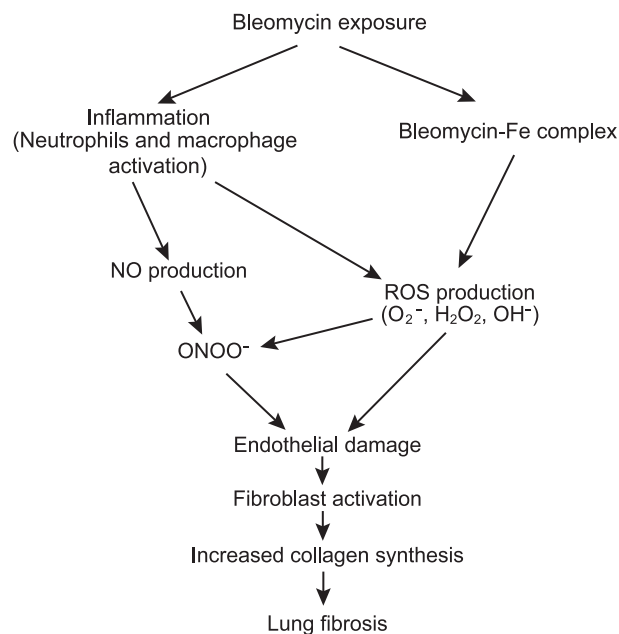 Bleomycin exposure
Inflammation
(Neutrophils and macrophage
activation)
Bleomycin-Fe complex
NO production
ROS production
(O₂⁻, H₂O₂, OH⁻)
ONOO⁻
Endothelial damage
Fibroblast activation
Increased collagen synthesis
Lung fibrosis